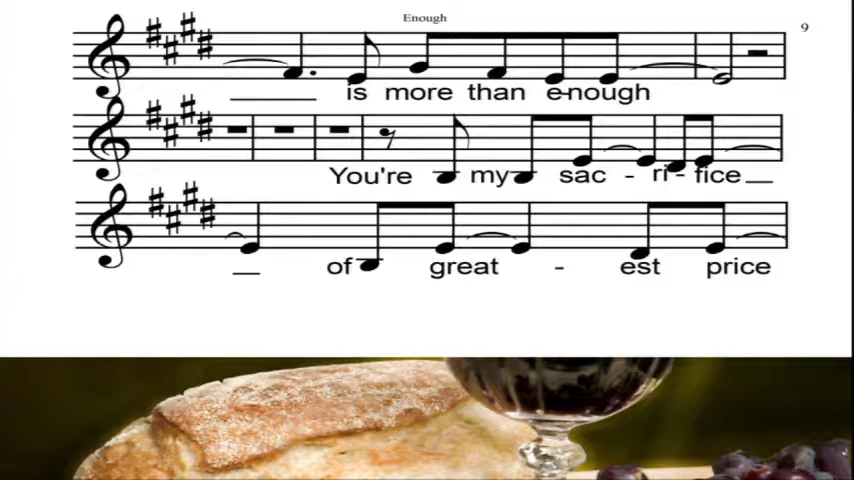 Enough
9
is more than e-nough
You're my sac - ri - fice
of great - est price